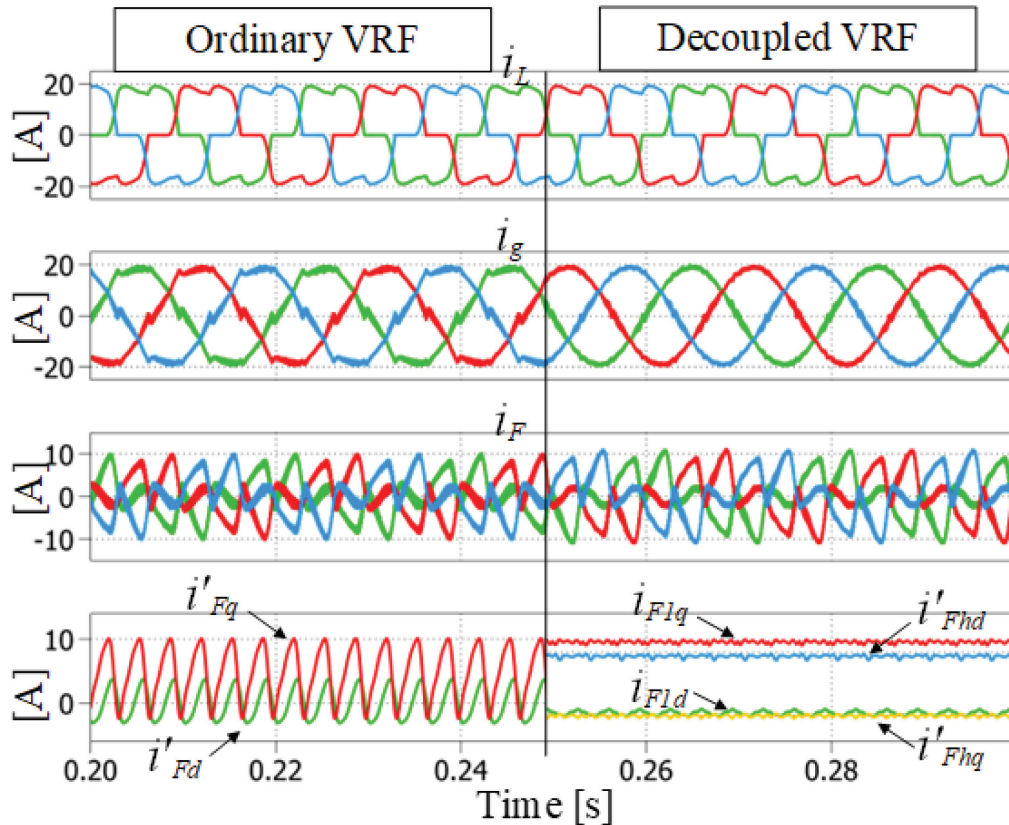 Ordinary VRF
Decoupled VRF
i_L
20
0
-20
[A]
i_g
20
0
-20
[A]
i_F
10
0
-10
[A]
i'_Fq
i_F1q
i'_Fhd
10
0
[A]
i_F1d
i'_Fd
i'_Fhq
0.20 0.22 0.24 0.26 0.28
Time [s]